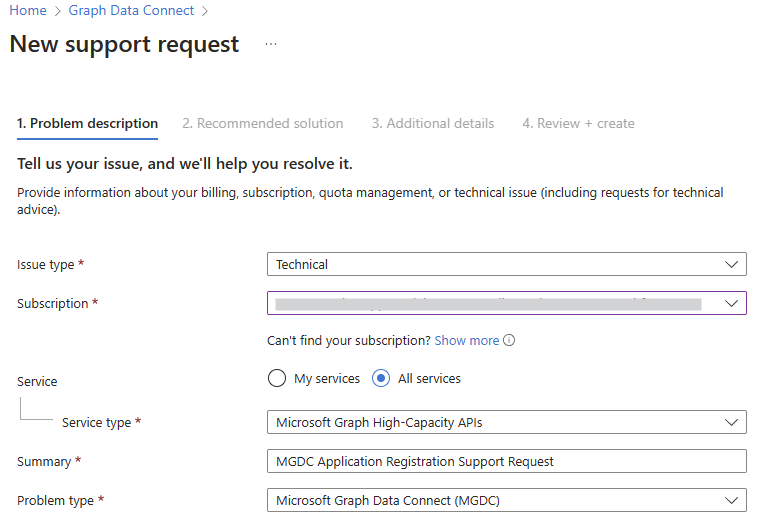 Home > Graph Data Connect >
New support request ...
1. Problem description 2. Recommended solution 3. Additional details 4. Review + create
Tell us your issue, and we'll help you resolve it.
Provide information about your billing, subscription, quota management, or technical issue (including requests for technical
advice).
Issue type * Technical
Subscription *
Can't find your subscription? Show more
Service My services All services
Service type * Microsoft Graph High-Capacity APIs
Summary * MGDC Application Registration Support Request
Problem type * Microsoft Graph Data Connect (MGDC)